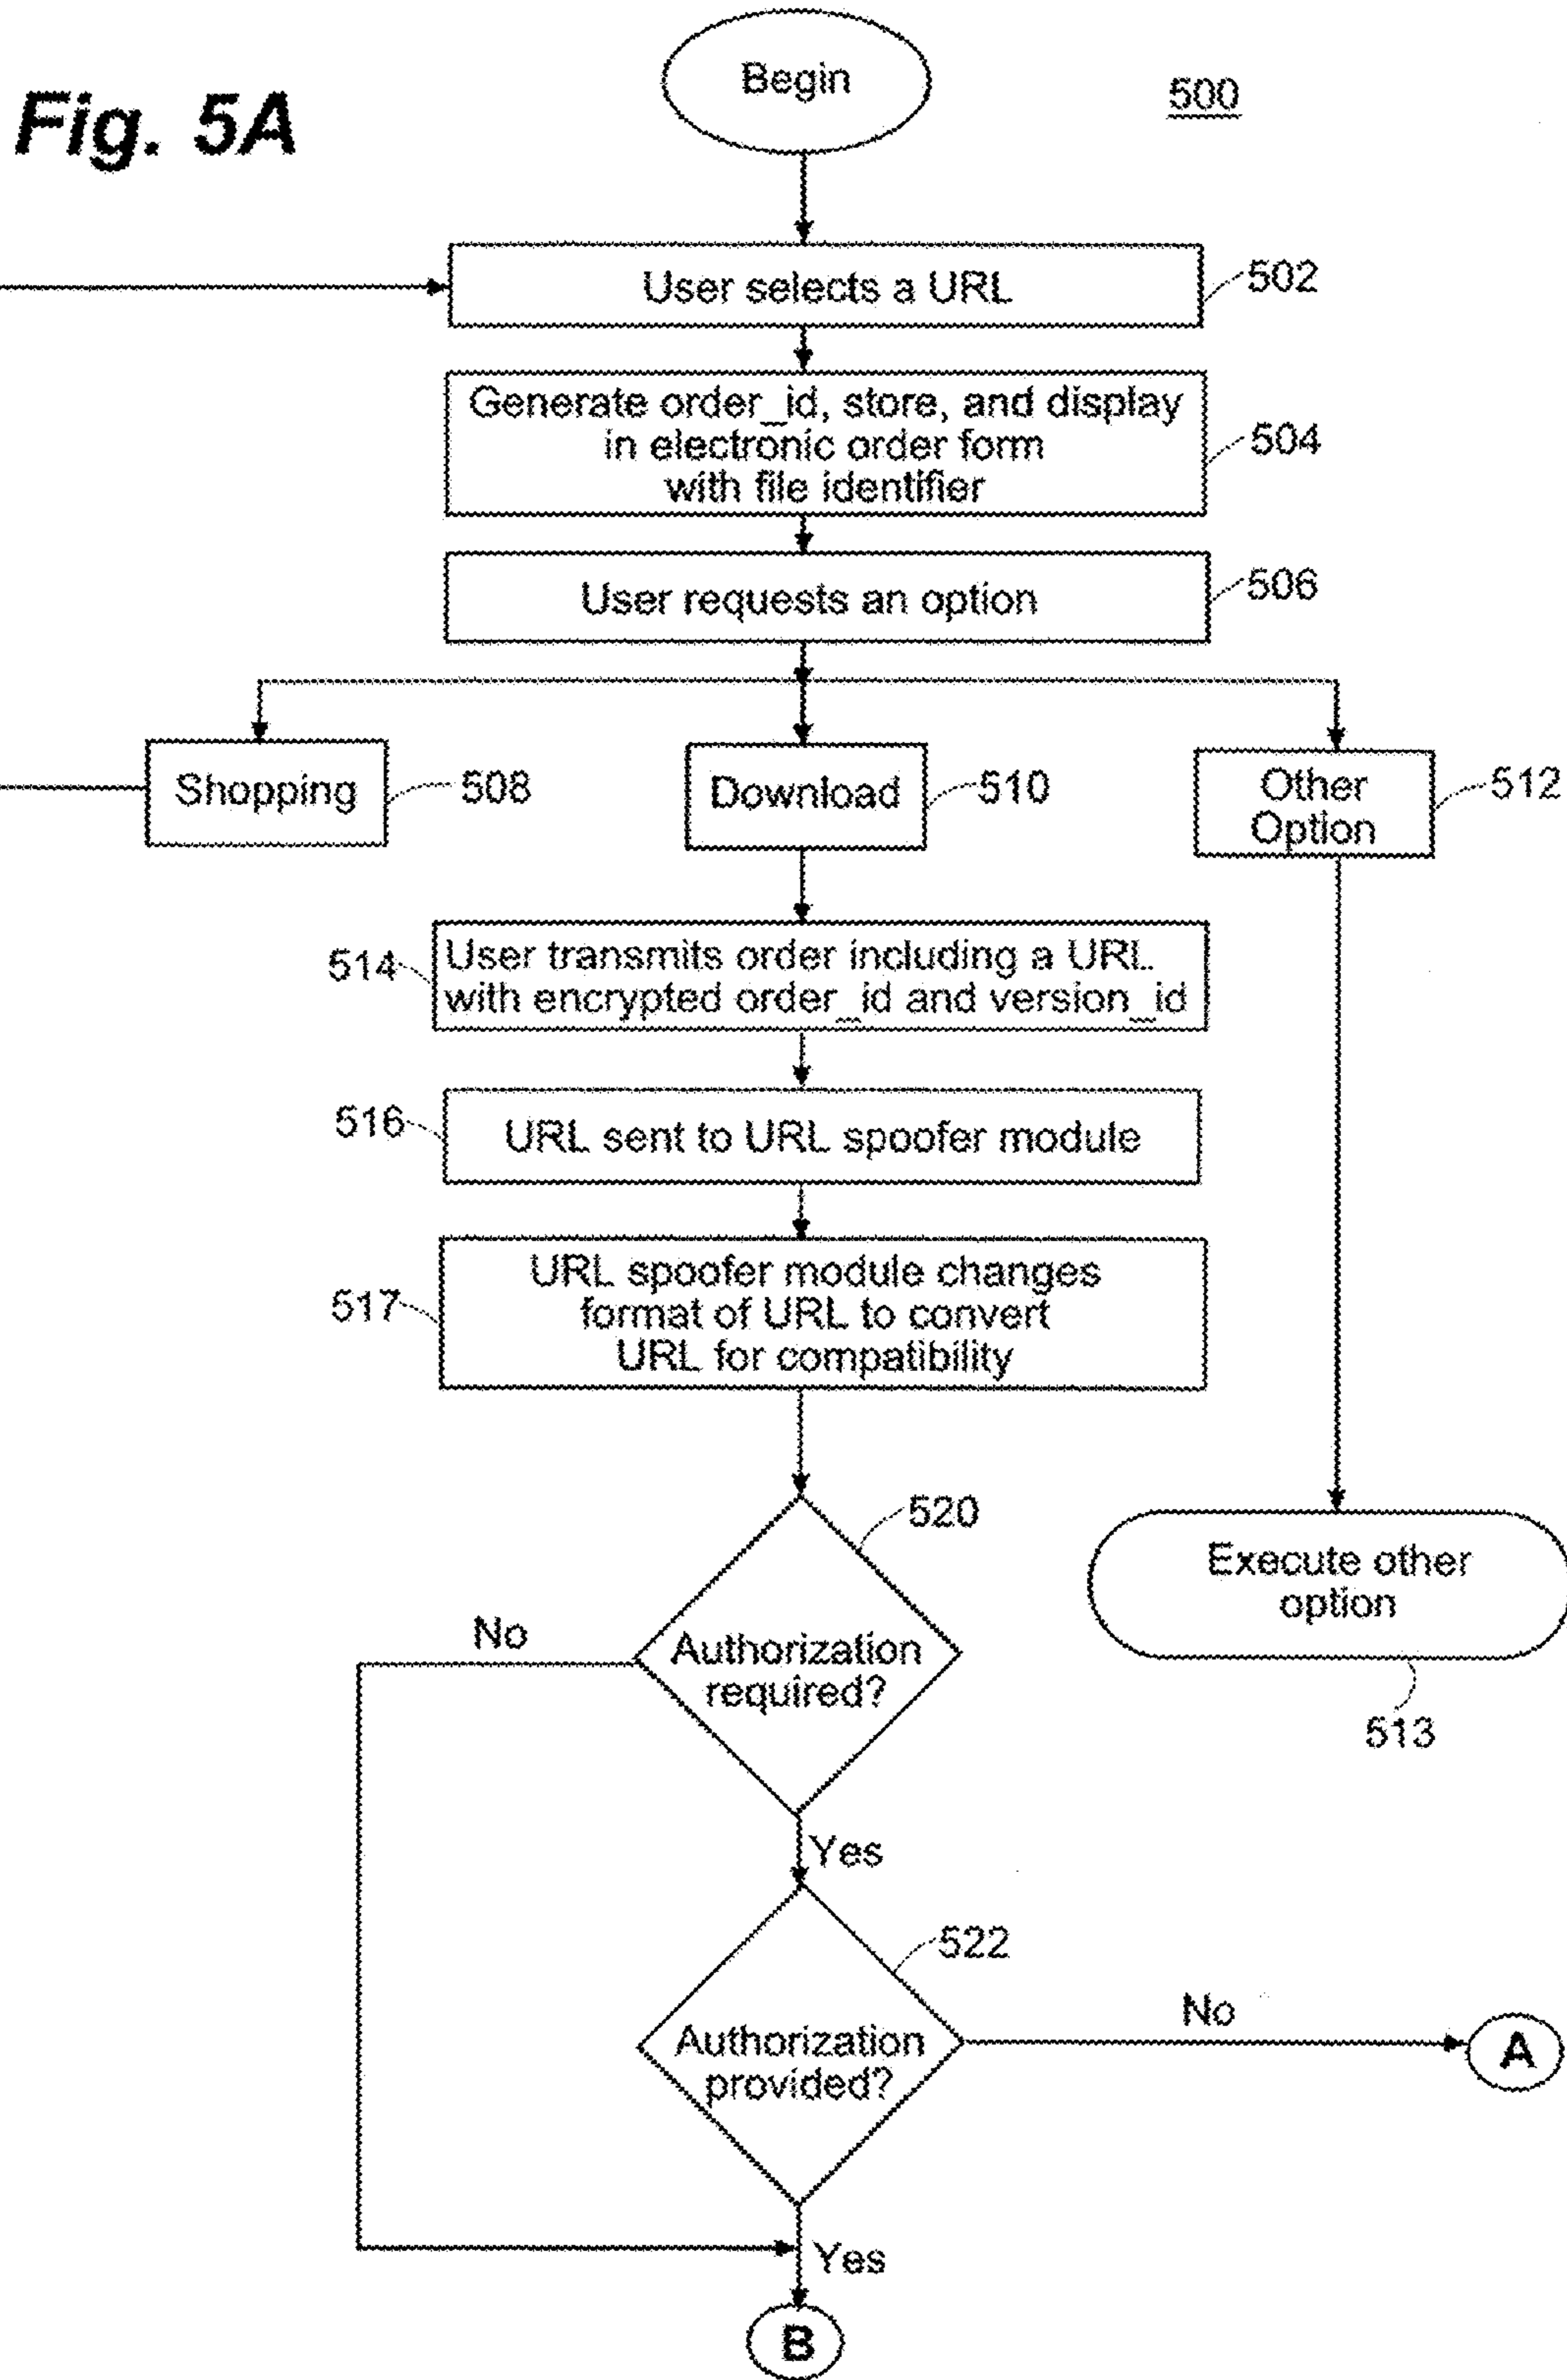 Fig. 5A
Begin
500
User selects a URL
502
Generate order_id, store, and display
in electronic order form
with file identifier
504
User requests an option
506
Shopping
508
Download
510
Other
Option
512
514
User transmits order including a URL
with encrypted order_id and version_id
516
URL sent to URL spoofer module
517
URL spoofer module changes
format of URL to convert
URL for compatibility
520
Authorization
required?
No
Yes
Execute other
option
513
522
Authorization
provided?
No
A
Yes
B